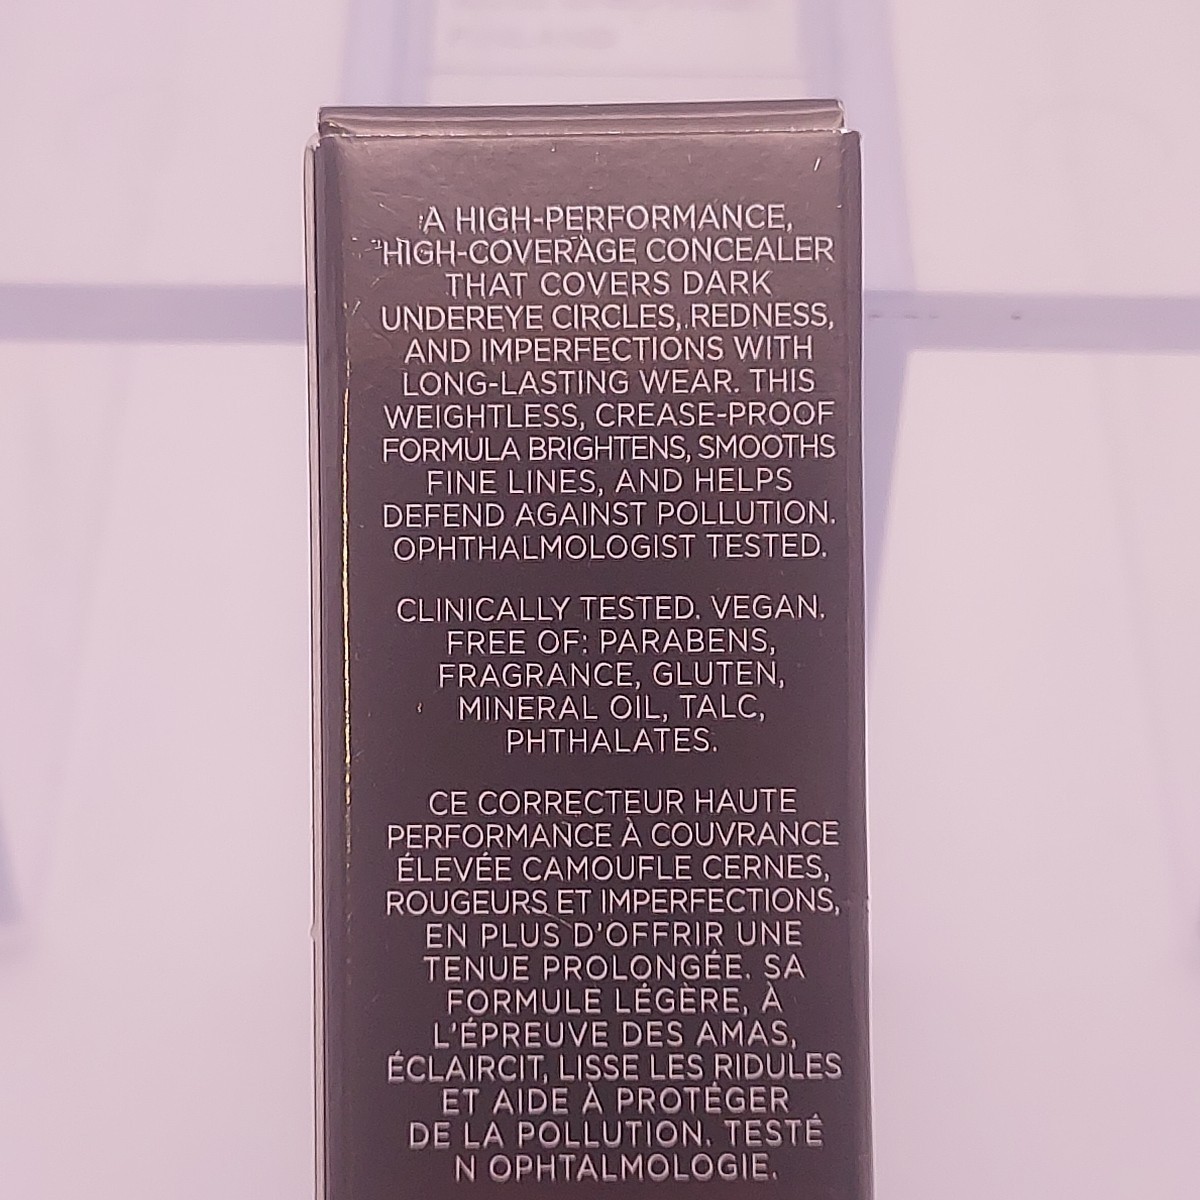 A HIGH-PERFORMANCE,
HIGH-COVERAGE CONCEALER
THAT COVERS DARK
UNDEREYE CIRCLES, REDNESS,
AND IMPERFECTIONS WITH
LONG-LASTING WEAR. THIS
WEIGHTLESS, CREASE-PROOF
FORMULA BRIGHTENS, SMOOTHS
FINE LINES, AND HELPS
DEFEND AGAINST POLLUTION.
OPHTHALMOLOGIST TESTED.
CLINICALLY TESTED. VEGAN.
FREE OF: PARABENS,
FRAGRANCE, GLUTEN,
MINERAL OIL, TALC,
PHTHALATES.
CE CORRECTEUR HAUTE
PERFORMANCE À COUVRANCE
ÉLEVÉE CAMOUFLE CERNES,
ROUGEURS ET IMPERFECTIONS,
EN PLUS D'OFFRIR UNE
TENUE PROLONGÉE. SA
FORMULE LÉGÈRE, À
L'ÉPREUVE DES AMAS,
ÉCLAIRCIT, LISSE LES RIDULES
ET AIDE À PROTÉGER
DE LA POLLUTION. TESTÉ
N OPHTALMOLOGIE.